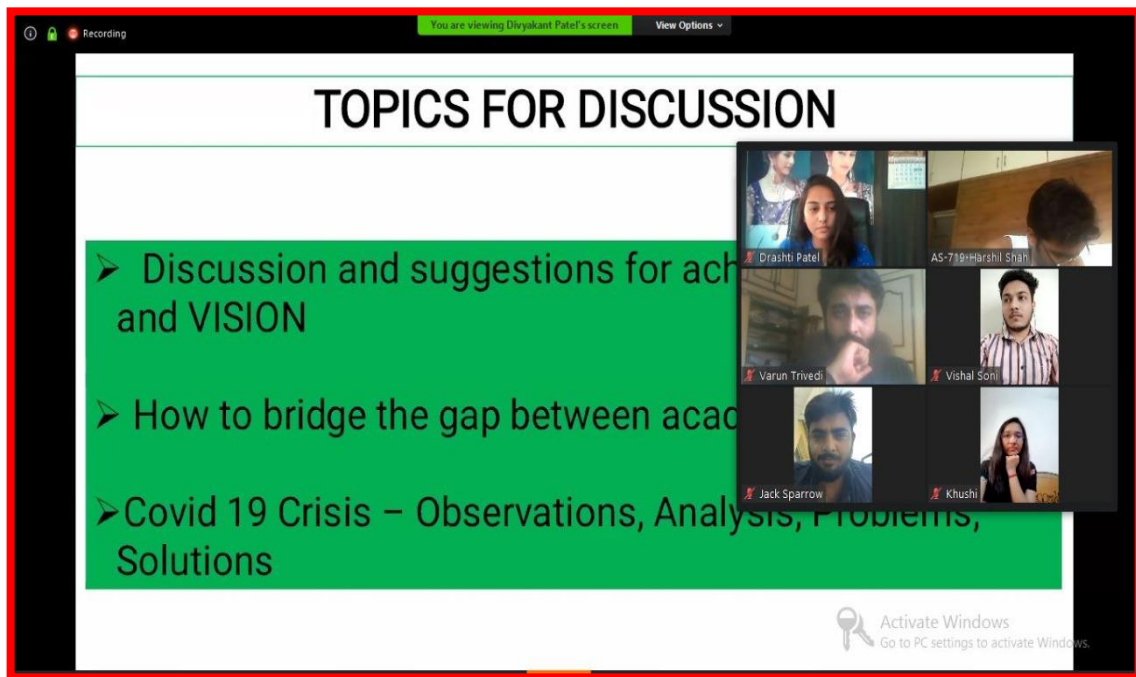 Recording
You are viewing Divyakant Patel's screen
View Options
TOPICS FOR DISCUSSION
➢ Discussion and suggestions for ach
and VISION
➢ How to bridge the gap between acad
➢ Covid 19 Crisis – Observations, Analysis, Problems,
Solutions
Drashti Patel
AS-719-Harshil Shah
Varun Trivedi
Vishal Soni
Jack Sparrow
Khushi
Activate Windows
Go to PC settings to activate Windows.